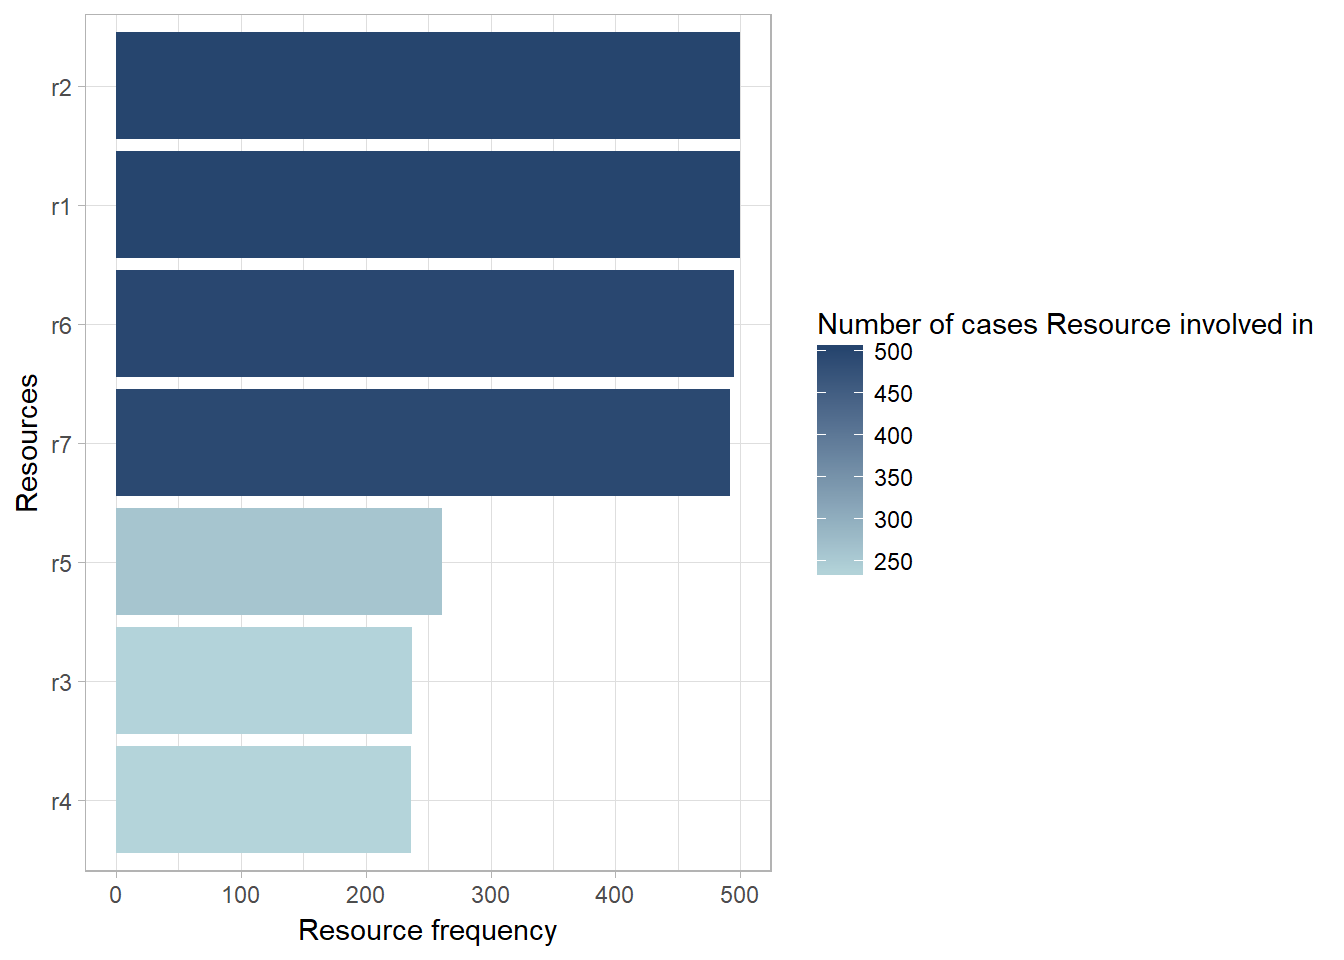 Resources
r2
r1
r6
r7
r5
r3
r4
0 100 200 300 400 500
Resource frequency
Number of cases Resource involved in
500
450
400
350
300
250